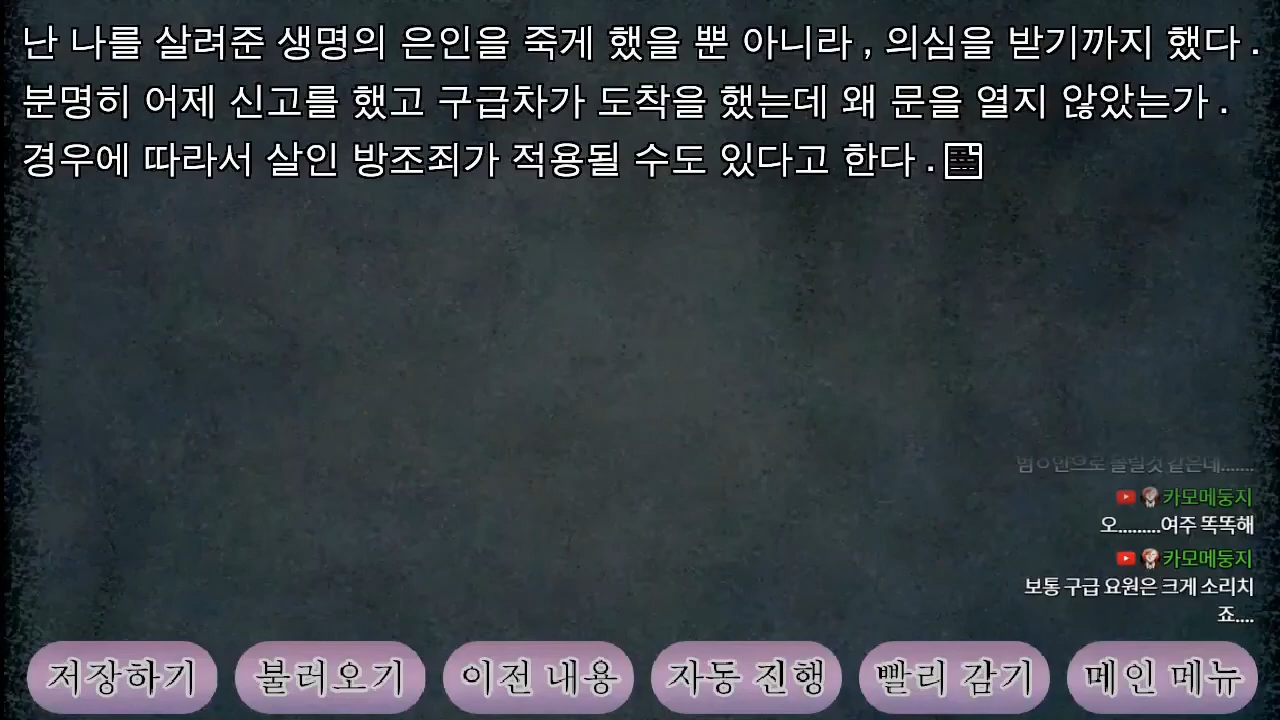 난 나를 살려준 생명의 은인을 죽게 했을 뿐 아니라 , 의심을 받기까지 했다 .
분명히 어제 신고를 했고 구급차가 도착을 했는데 왜 문을 열지 않았는가 .
경우에 따라서 살인 방조죄가 적용될 수도 있다고 한다 .
같은데.......
카모메둥지
오.........여주 똑똑해
카모메둥지
보통 구급 요원은 크게 소리치
죠....
저장하기
불러오기
이전 내용
자동 진행
빨리 감기
메인 메뉴